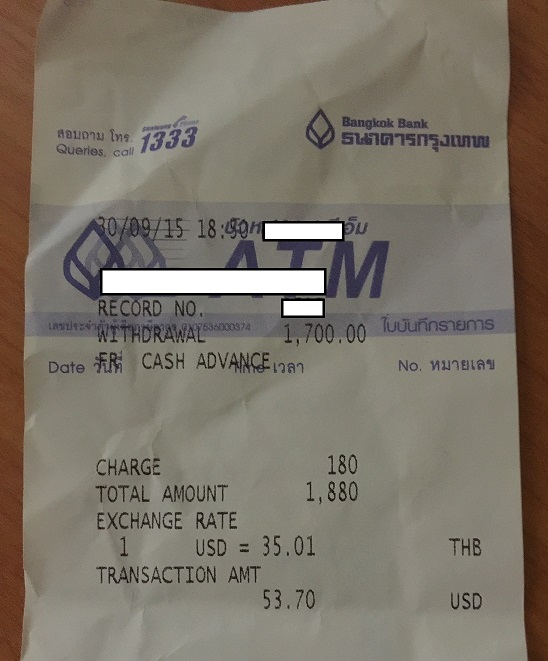 สอบถาม โทร. 1333
Queries, call
Bangkok Bank
ธนาคารกรุงเทพ
30/09/15 18:30
ATM
RECORD NO.
WITHDRAWAL 1,700.00
ใบบันทึกรายการ
FR CASH ADVANCE
Date วันที่ Time เวลา No. หมายเลข
CHARGE 180
TOTAL AMOUNT 1,880
EXCHANGE RATE
1 USD = 35.01 THB
TRANSACTION AMT
53.70 USD